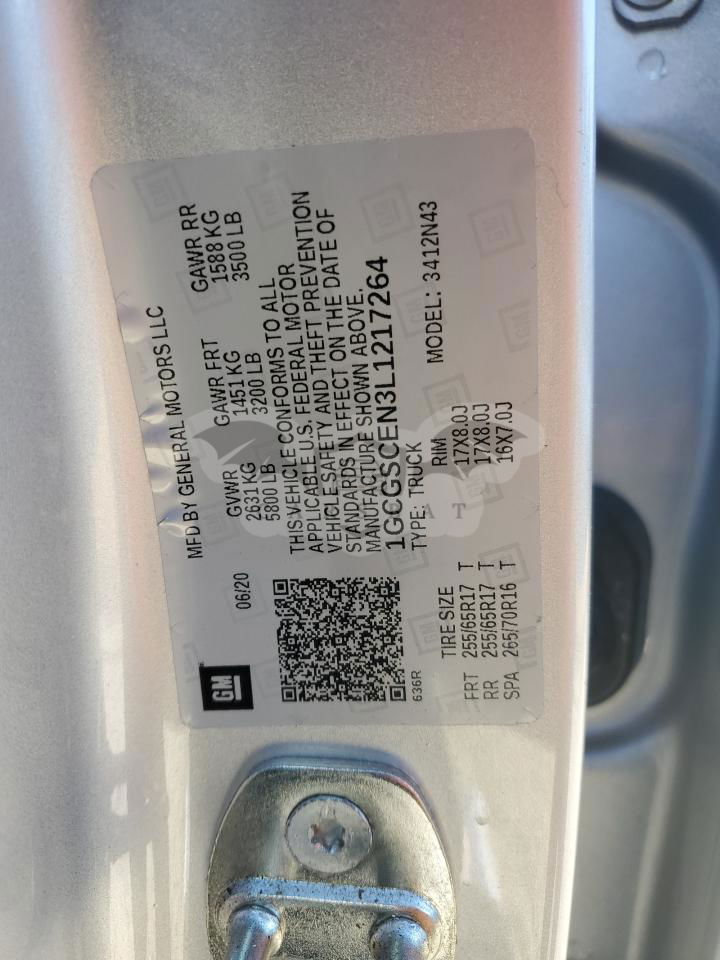 GM
06/20
MFD BY GENERAL MOTORS LLC
GVWR GAWR FRT GAWR RR
2631 KG 1451 KG 1588 KG
5800 LB 3200 LB 3500 LB
THIS VEHICLE CONFORMS TO ALL
APPLICABLE U.S. FEDERAL MOTOR
VEHICLE SAFETY AND THEFT PREVENTION
STANDARDS IN EFFECT ON THE DATE OF
MANUFACTURE SHOWN ABOVE.
1GCGSCEN3L1217264
636R
TYPE: TRUCK MODEL: 3412N43
TIRE SIZE RIM
FRT 255/65R17 T 17X8.0J
RR 255/65R17 T 17X8.0J
SPA 265/70R16 T 16X7.0J